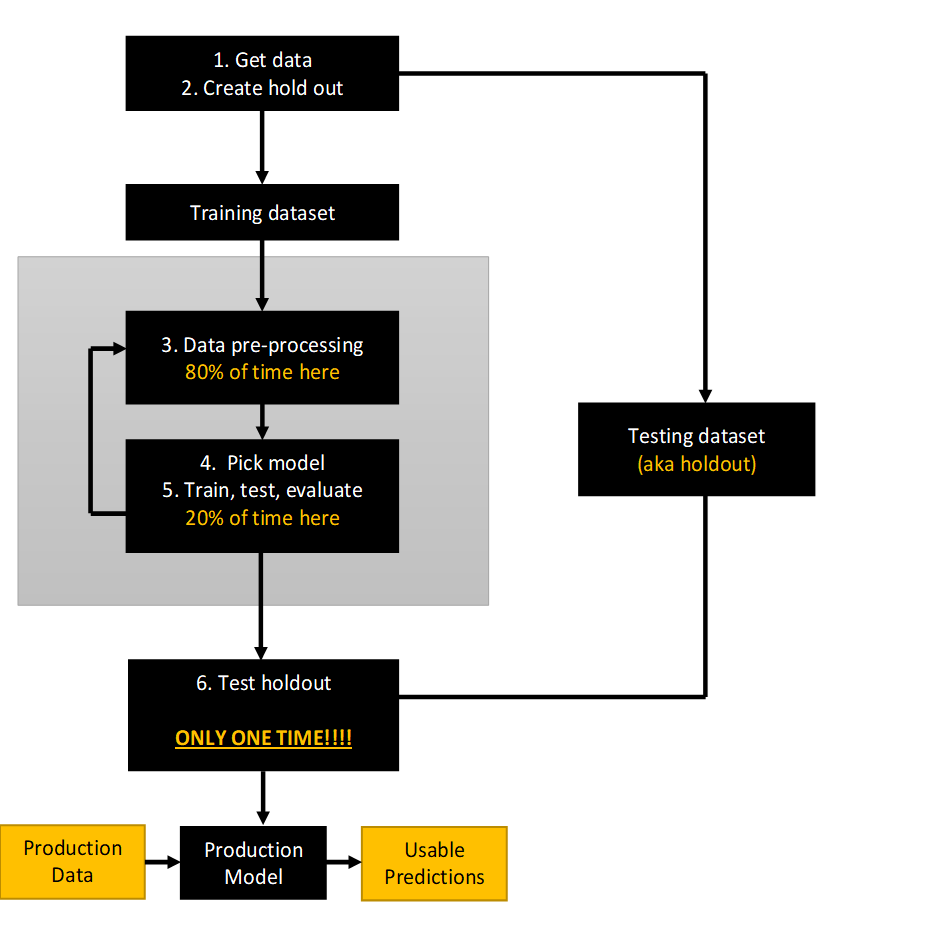 1. Get data
2. Create hold out
Training dataset
3. Data pre-processing
80% of time here
4. Pick model
5. Train, test, evaluate
20% of time here
Testing dataset
(aka holdout)
6. Test holdout
ONLY ONE TIME!!!!
Production
Data
Production
Model
Usable
Predictions